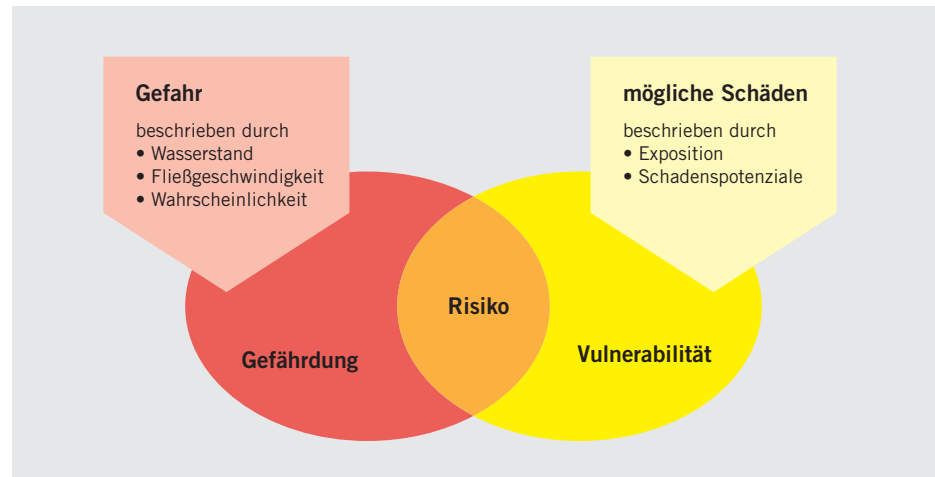 Gefahr
beschrieben durch
• Wasserstand
• Fließgeschwindigkeit
• Wahrscheinlichkeit
mögliche Schäden
beschrieben durch
• Exposition
• Schadenspotenziale
Risiko
Gefährdung
Vulnerabilität